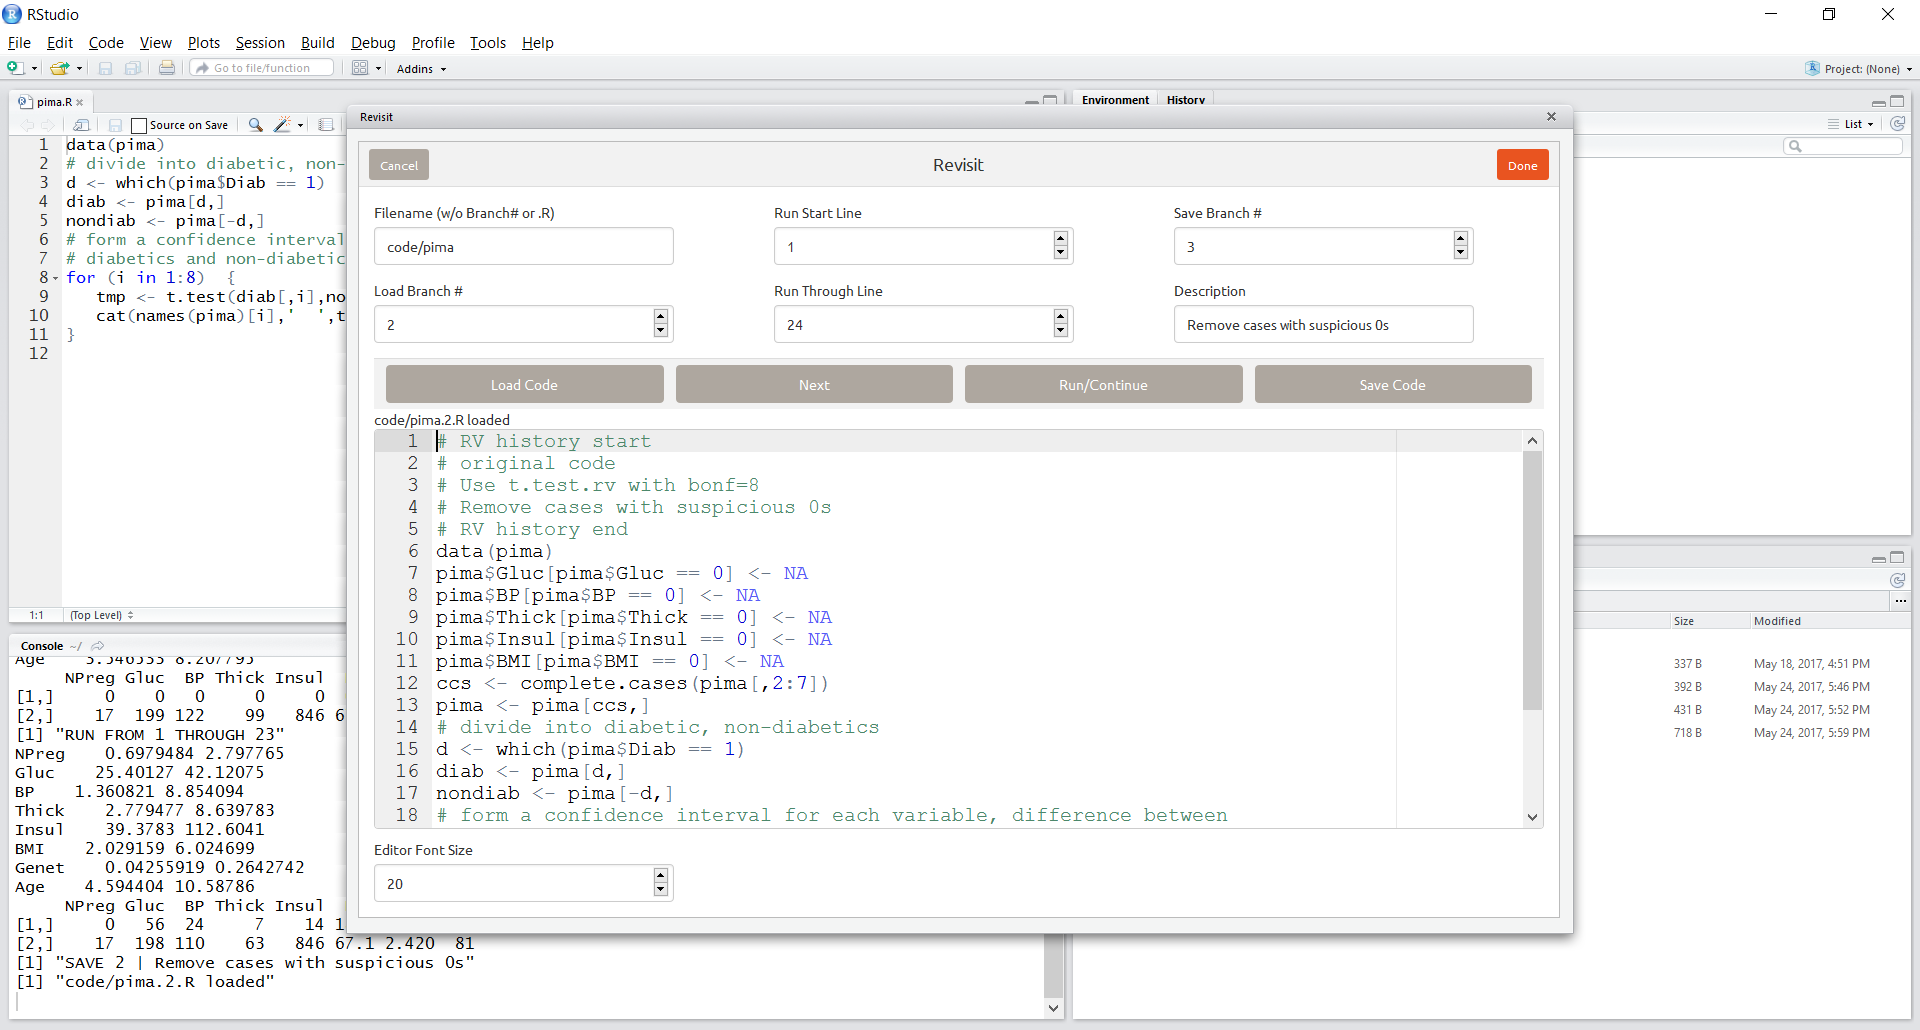 RStudio
File Edit Code View Plots Session Build Debug Profile Tools Help
Go to file/function Addins Project: (None)
pima.R
Source on Save
1 data(pima)
2 # divide into diabetic, non-
3 d <- which(pima$Diab == 1)
4 diab <- pima[d,]
5 nondiab <- pima[-d,]
6 # form a confidence interval
7 # diabetics and non-diabetic
8 for (i in 1:8) {
9 tmp <- t.test(diab[,i],no
10 cat(names(pima)[i],' ',t
11 }
12
1:1 (Top Level)
Console ~/
Age 3.546533 8.207795
NPreg Gluc BP Thick Insul
[1,] 0 0 0 0 0
[2,] 17 199 122 99 846 6
[1] "RUN FROM 1 THROUGH 23"
NPreg 0.6979484 2.797765
Gluc 25.40127 42.12075
BP 1.360821 8.854094
Thick 2.779477 8.639783
Insul 39.3783 112.6041
BMI 2.029159 6.024699
Genet 0.04255919 0.2642742
Age 4.594404 10.58786
NPreg Gluc BP Thick Insul
[1,] 0 56 24 7 14 1
[2,] 17 198 110 63 846 67.1 2.420 81
[1] "SAVE 2 | Remove cases with suspicious 0s"
[1] "code/pima.2.R loaded"
Revisit
Cancel Revisit Done
Filename (w/o Branch# or .R) Run Start Line Save Branch #
code/pima 1 3
Load Branch # Run Through Line Description
2 24 Remove cases with suspicious 0s
Load Code Next Run/Continue Save Code
code/pima.2.R loaded
1 # RV history start
2 # original code
3 # Use t.test.rv with bonf=8
4 # Remove cases with suspicious 0s
5 # RV history end
6 data(pima)
7 pima$Gluc[pima$Gluc == 0] <- NA
8 pima$BP[pima$BP == 0] <- NA
9 pima$Thick[pima$Thick == 0] <- NA
10 pima$Insul[pima$Insul == 0] <- NA
11 pima$BMI[pima$BMI == 0] <- NA
12 ccs <- complete.cases(pima[,2:7])
13 pima <- pima[ccs,]
14 # divide into diabetic, non-diabetics
15 d <- which(pima$Diab == 1)
16 diab <- pima[d,]
17 nondiab <- pima[-d,]
18 # form a confidence interval for each variable, difference between
Editor Font Size
20
Environment History
List
Size Modified
337 B May 18, 2017, 4:51 PM
392 B May 24, 2017, 5:46 PM
431 B May 24, 2017, 5:52 PM
718 B May 24, 2017, 5:59 PM